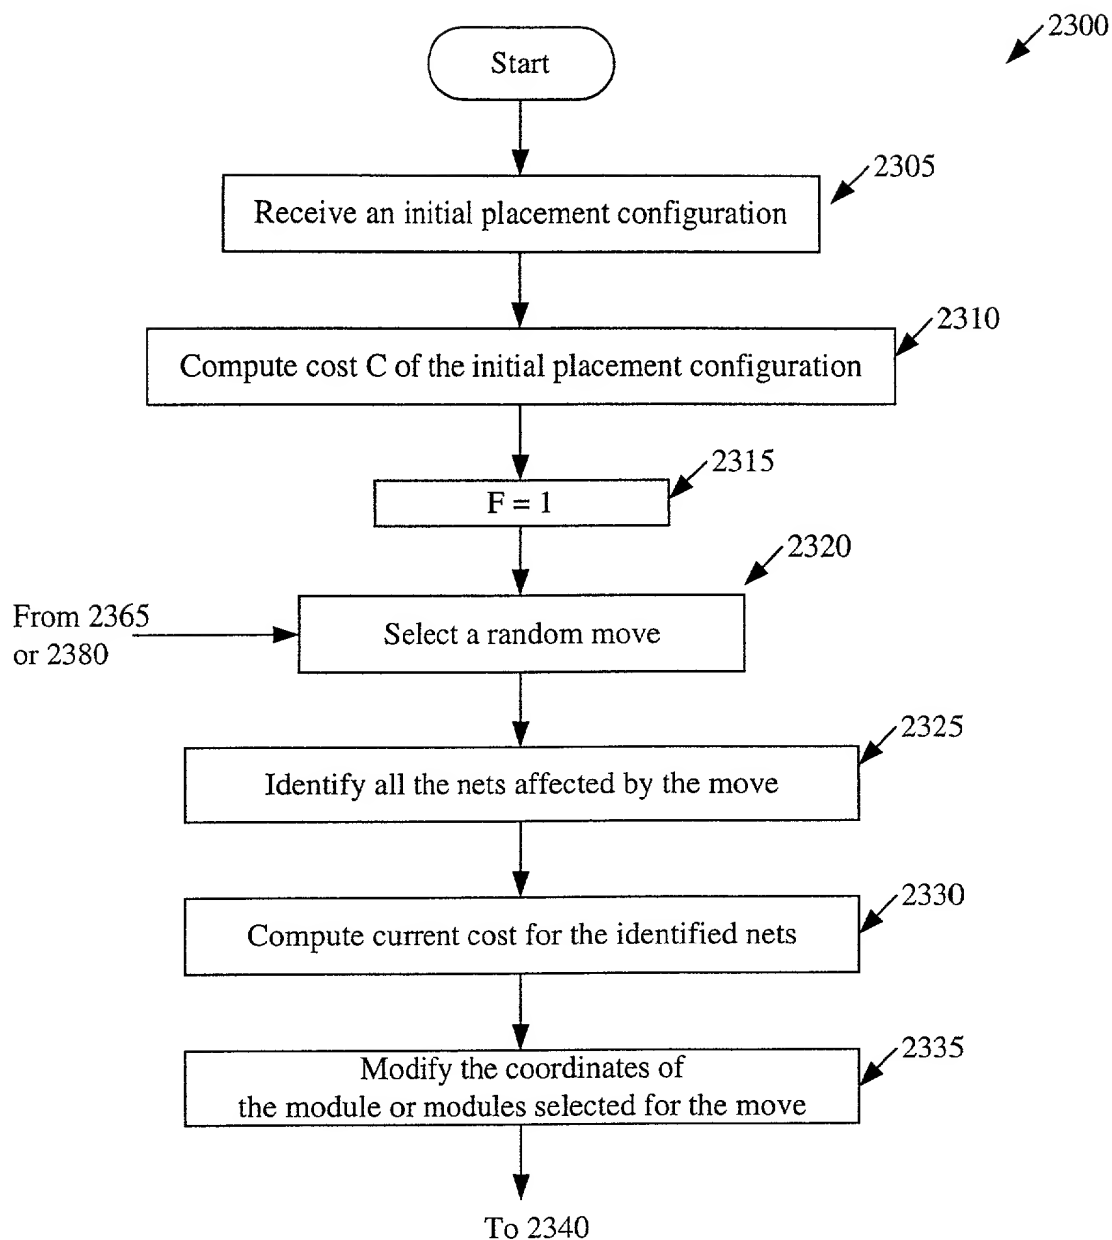 2300
Start
2305
Receive an initial placement configuration
2310
Compute cost C of the initial placement configuration
2315
F = 1
2320
From 2365
or 2380
Select a random move
2325
Identify all the nets affected by the move
2330
Compute current cost for the identified nets
2335
Modify the coordinates of
the module or modules selected for the move
To 2340